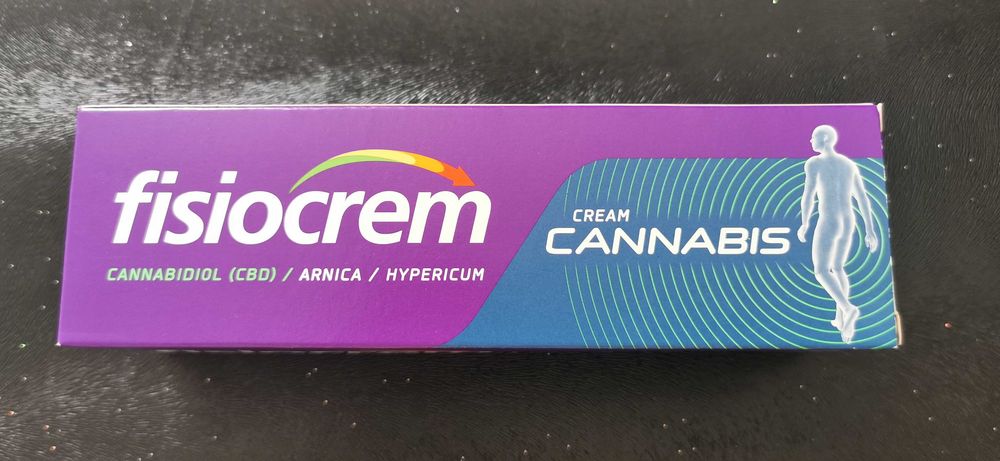 fisiocrem
CANNABIDIOL (CBD) / ARNICA / HYPERICUM
CREAM
CANNABIS